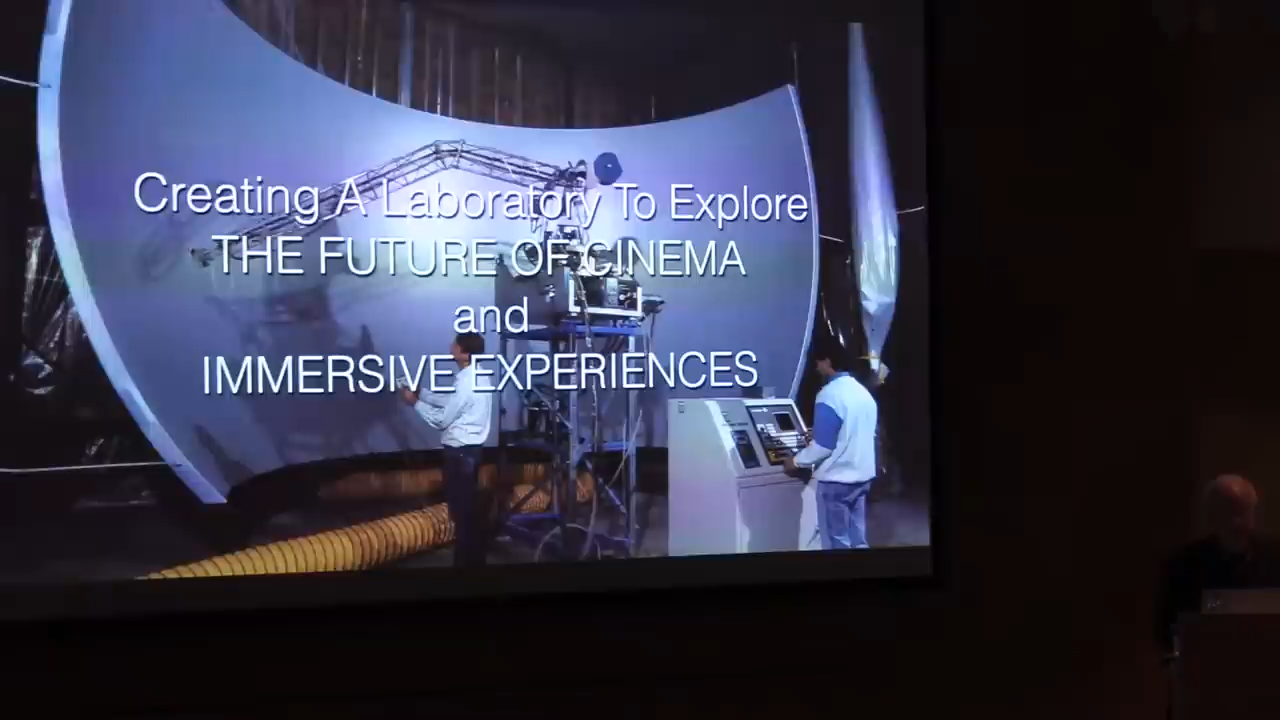 Creating A Laboratory To Explore
THE FUTURE OF CINEMA
and
IMMERSIVE EXPERIENCES